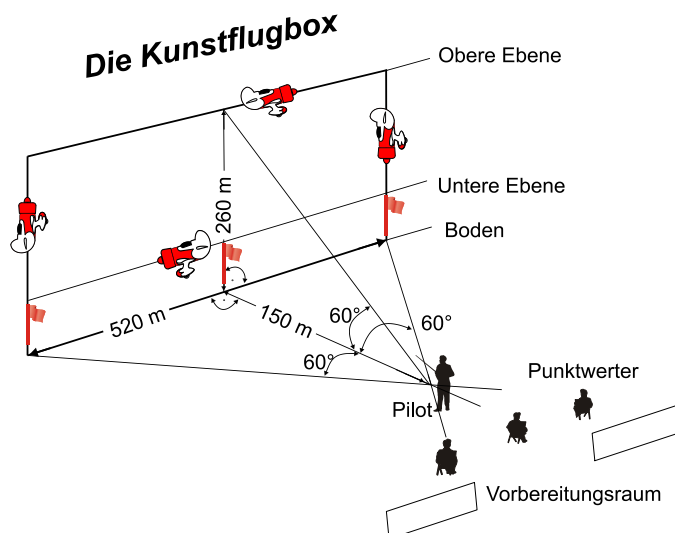 Die Kunstflugbox
Obere Ebene
Untere Ebene
260 m
Boden
520 m
150 m
60°
60°
60°
Punktwerter
Pilot
Vorbereitungsraum